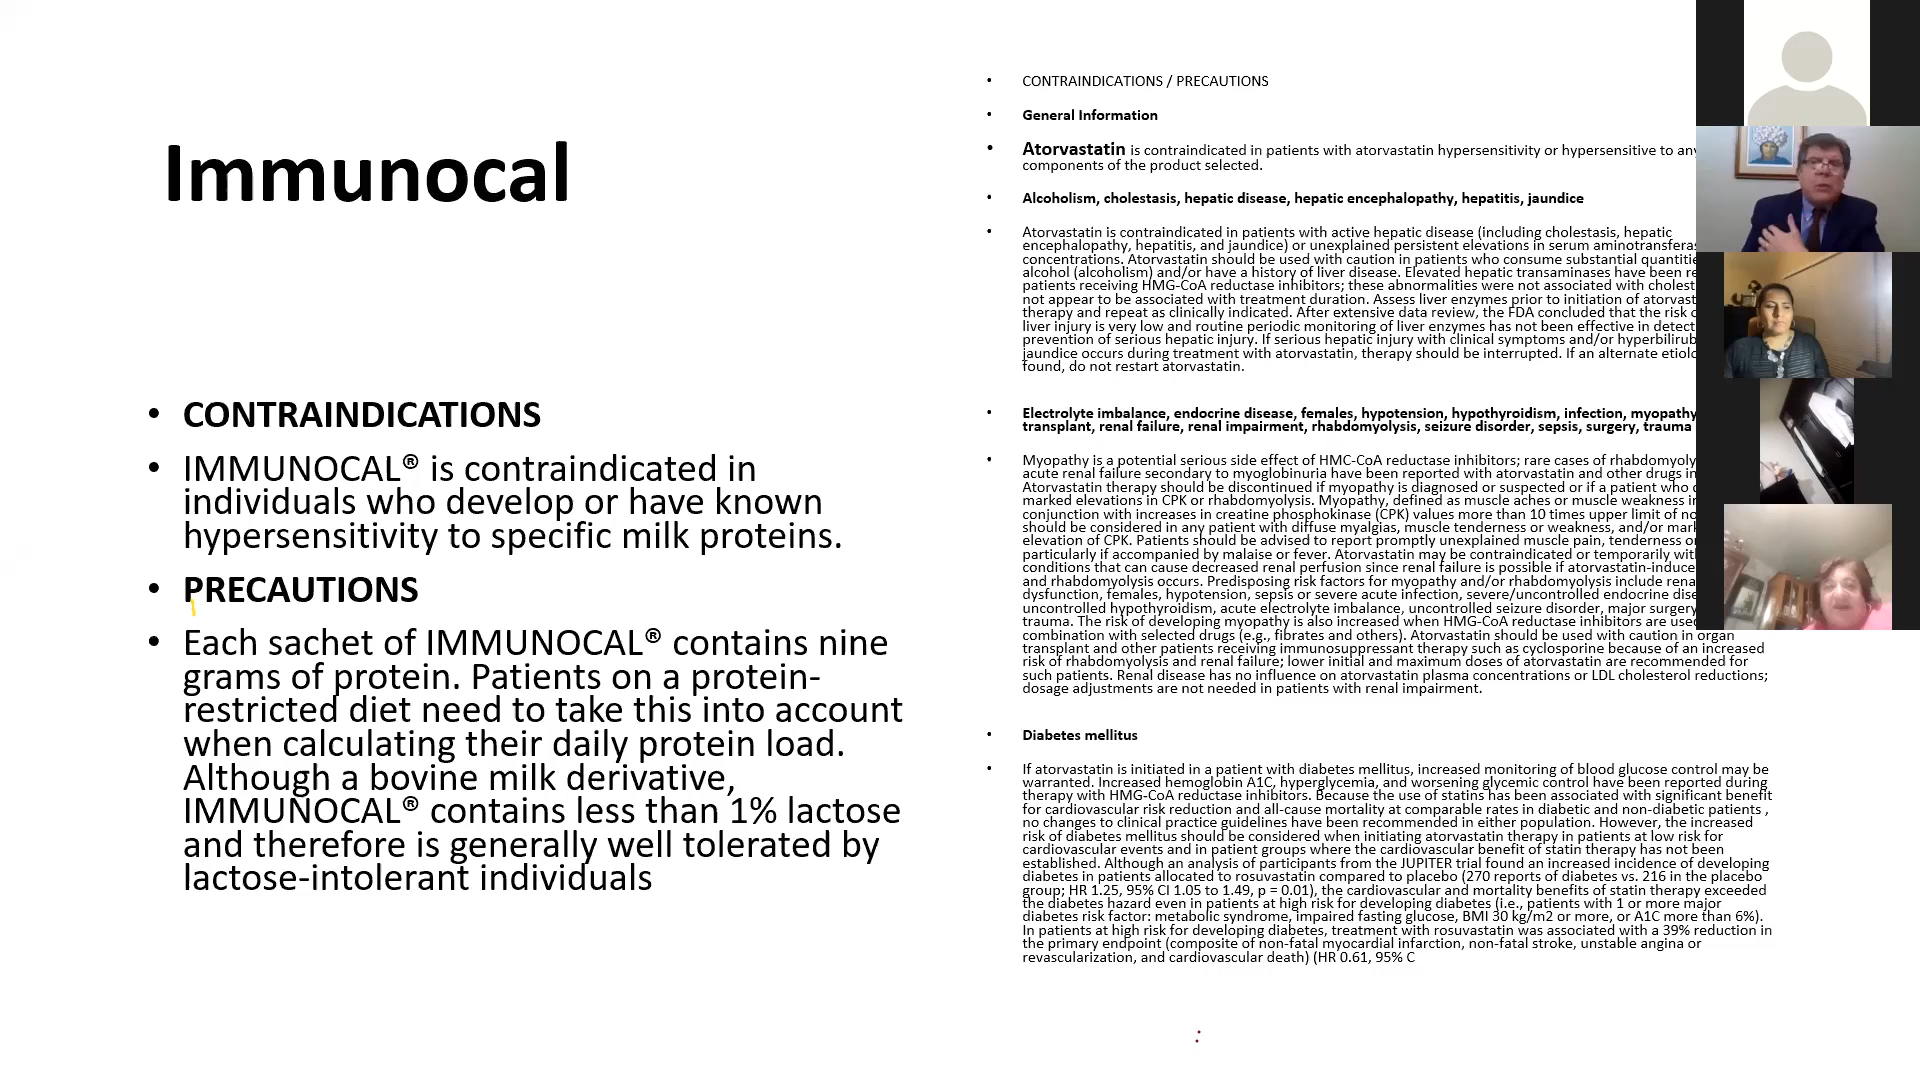 Immunocal
• CONTRAINDICATIONS
• IMMUNOCAL® is contraindicated in
individuals who develop or have known
hypersensitivity to specific milk proteins.
• PRECAUTIONS
• Each sachet of IMMUNOCAL® contains nine
grams of protein. Patients on a protein-
restricted diet need to take this into account
when calculating their daily protein load.
Although a bovine milk derivative,
IMMUNOCAL® contains less than 1% lactose
and therefore is generally well tolerated by
lactose-intolerant individuals
• CONTRAINDICATIONS / PRECAUTIONS
• General Information
• Atorvastatin is contraindicated in patients with atorvastatin hypersensitivity or hypersensitive to any
components of the product selected.
• Alcoholism, cholestasis, hepatic disease, hepatic encephalopathy, hepatitis, jaundice
• Atorvastatin is contraindicated in patients with active hepatic disease (including cholestasis, hepatic
encephalopathy, hepatitis, and jaundice) or unexplained persistent elevations in serum
concentrations. Atorvastatin should be used with caution in patients who consume substantial
alcohol (alcoholism) and/or have a history of liver disease. Elevated hepatic transaminases have been
patients receiving HMG-CoA reductase inhibitors; these abnormalities were not associated with
not appear to be associated with treatment duration. Assess liver enzymes prior to initiation of
therapy and repeat as clinically indicated. After extensive data review, the FDA concluded that the risk
liver injury is very low and routine periodic monitoring of liver enzymes has not been effective in
prevention of serious hepatic injury. If serious hepatic injury with clinical symptoms and/or
jaundice occurs during treatment with atorvastatin, therapy should be interrupted. If an alternate
found, do not restart atorvastatin.
• Electrolyte imbalance, endocrine disease, females, hypotension, hypothyroidism, infection, myopathy
transplant, renal failure, renal impairment, rhabdomyolysis, seizure disorder, sepsis, surgery, trauma
• Myopathy is a potential serious side effect of HMC-CoA reductase inhibitors; rare cases of
acute renal failure secondary to myoglobinuria have been reported with atorvastatin and other drugs in
Atorvastatin therapy should be discontinued if myopathy is diagnosed or suspected or if a patient who
marked elevations in CPK or rhabdomyolysis. Myopathy, defined as muscle aches or muscle weakness in
conjunction with increases in creatine phosphokinase (CPK) values more than 10 times upper limit of
should be considered in any patient with diffuse myalgias, muscle tenderness or weakness, and/or
elevation of CPK. Patients should be advised to report promptly unexplained muscle pain, tenderness
particularly if accompanied by malaise or fever. Atorvastatin may be contraindicated or temporarily
conditions that can cause decreased renal perfusion since renal failure is possible if
and rhabdomyolysis occurs. Predisposing risk factors for myopathy and/or rhabdomyolysis include
dysfunction, females, hypotension, sepsis or severe acute infection, severe/uncontrolled endocrine
uncontrolled hypothyroidism, acute electrolyte imbalance, uncontrolled seizure disorder, major surgery
trauma. The risk of developing myopathy is also increased when HMG-CoA reductase inhibitors are
combination with selected drugs (e.g., fibrates and others). Atorvastatin should be used with caution in organ
transplant and other patients receiving immunosuppressant therapy such as cyclosporine because of an increased
risk of rhabdomyolysis and renal failure; lower initial and maximum doses of atorvastatin are recommended for
such patients. Renal disease has no influence on atorvastatin plasma concentrations or LDL cholesterol reductions;
dosage adjustments are not needed in patients with renal impairment.
• Diabetes mellitus
• If atorvastatin is initiated in a patient with diabetes mellitus, increased monitoring of blood glucose control may be
warranted. Increased hemoglobin A1C, hyperglycemia, and worsening glycemic control have been reported during
therapy with HMG-CoA reductase inhibitors. Because the use of statins has been associated with significant benefit
for cardiovascular risk reduction and all-cause mortality at comparable rates in diabetic and non-diabetic patients ,
no changes to clinical practice guidelines have been recommended in either population. However, the increased
risk of diabetes mellitus should be considered when initiating atorvastatin therapy in patients at low risk for
cardiovascular events and in patient groups where the cardiovascular benefit of statin therapy has not been
established. Although an analysis of participants from the JUPITER trial found an increased incidence of developing
diabetes in patients allocated to rosuvastatin compared to placebo (270 reports of diabetes vs. 216 in the placebo
group; HR 1.25, 95% CI 1.05 to 1.49, p = 0.01), the cardiovascular and mortality benefits of statin therapy exceeded
the diabetes hazard even in patients at high risk for developing diabetes (i.e., patients with 1 or more major
diabetes risk factor: metabolic syndrome, impaired fasting glucose, BMI 30 kg/m2 or more, or A1C more than 6%).
In patients at high risk for developing diabetes, treatment with rosuvastatin was associated with a 39% reduction in
the primary endpoint (composite of non-fatal myocardial infarction, non-fatal stroke, unstable angina or
revascularization, and cardiovascular death) (HR 0.61, 95% C